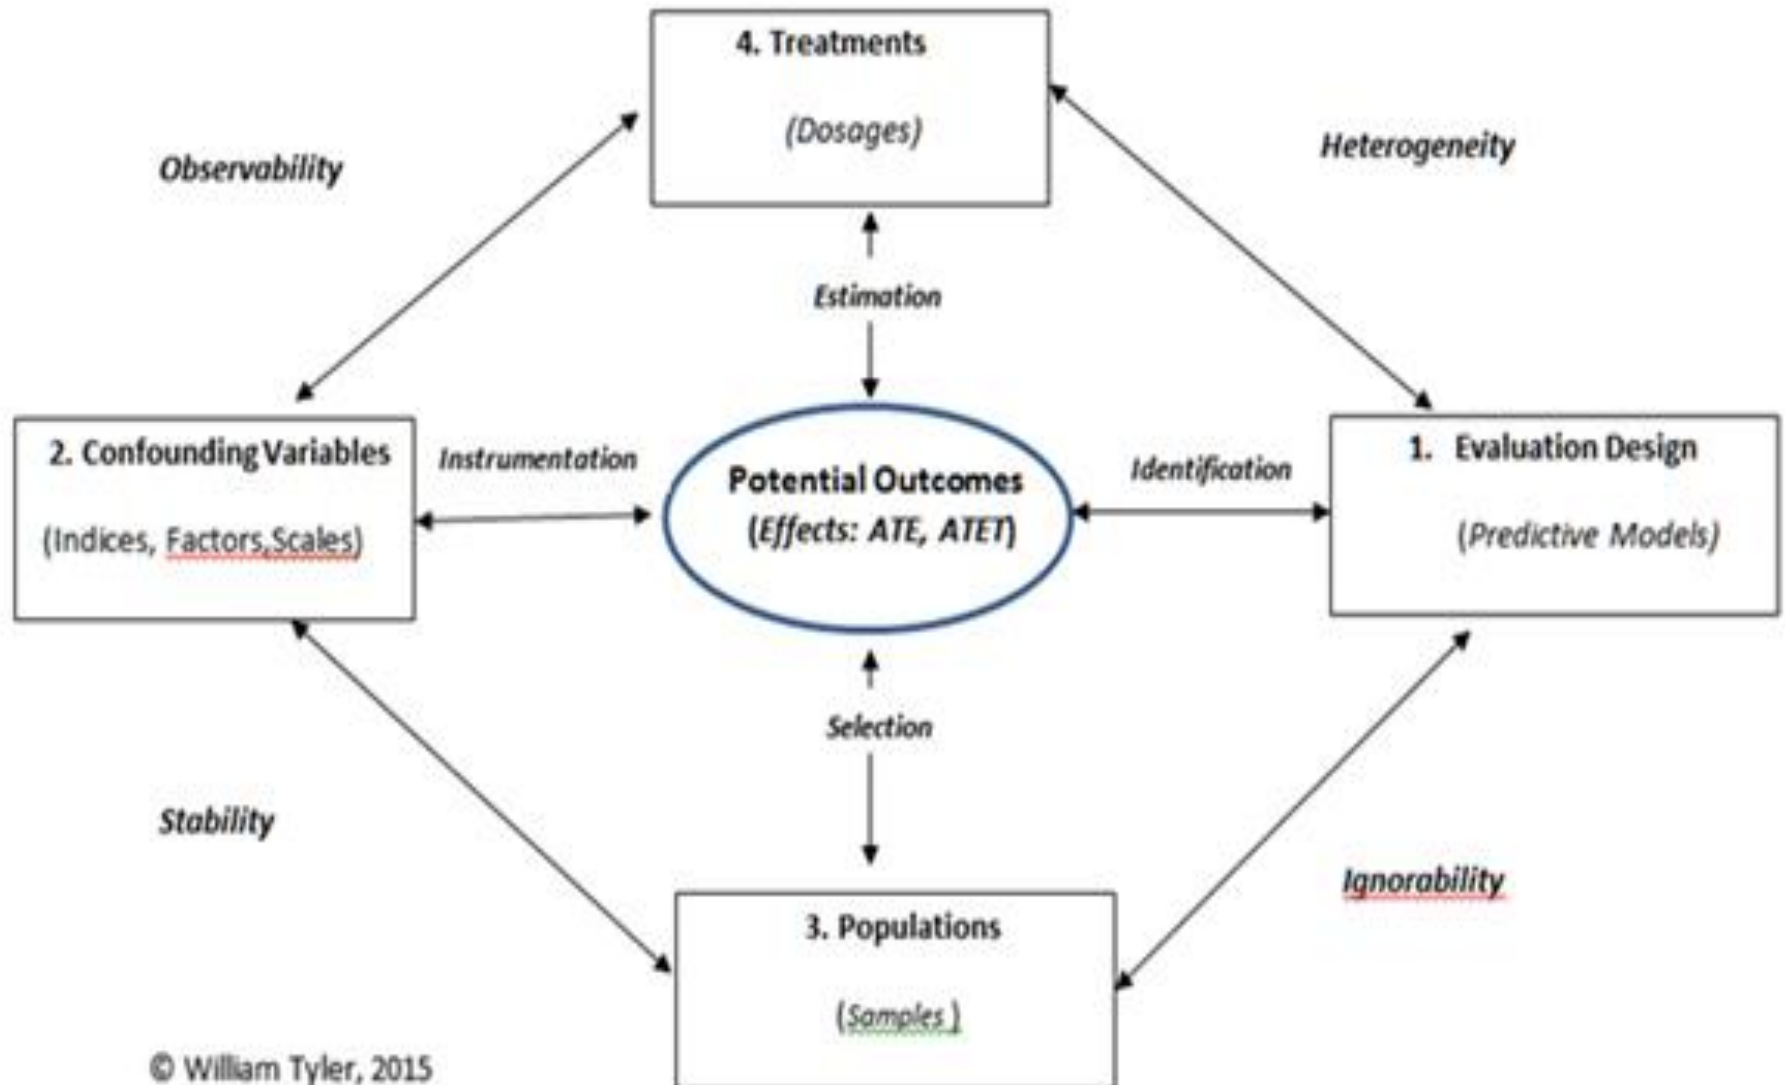 4. Treatments
(Dosages)
Observability
Heterogeneity
Estimation
2. Confounding Variables
(Indices, Factors,Scales)
Instrumentation
Potential Outcomes
(Effects: ATE, ATET)
Identification
1. Evaluation Design
(Predictive Models)
Selection
Stability
Ignorability
3. Populations
(Samples )
© William Tyler, 2015